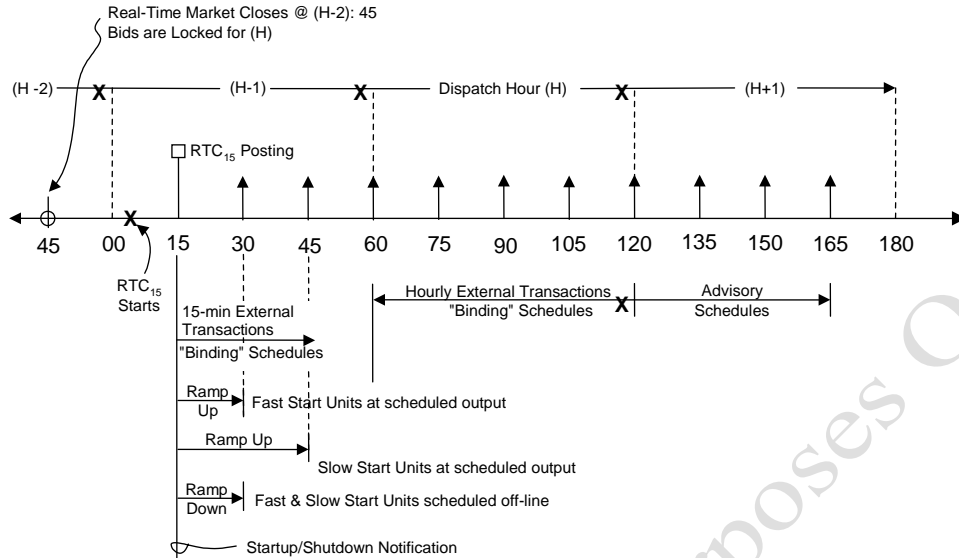 Real-Time Market Closes @ (H-2): 45
Bids are Locked for (H)
(H -2)
X
(H-1)
X
Dispatch Hour (H)
X
(H+1)
RTC15 Posting
X
45
00
15
30
45
60
75
90
105
120
135
150
165
180
RTC15
Starts
15-min External
Transactions
"Binding" Schedules
Hourly External Transactions
"Binding" Schedules
X
Advisory
Schedules
Ramp
Up
Fast Start Units at scheduled output
Ramp Up
Slow Start Units at scheduled output
Ramp
Down
Fast & Slow Start Units scheduled off-line
Startup/Shutdown Notification
poses O